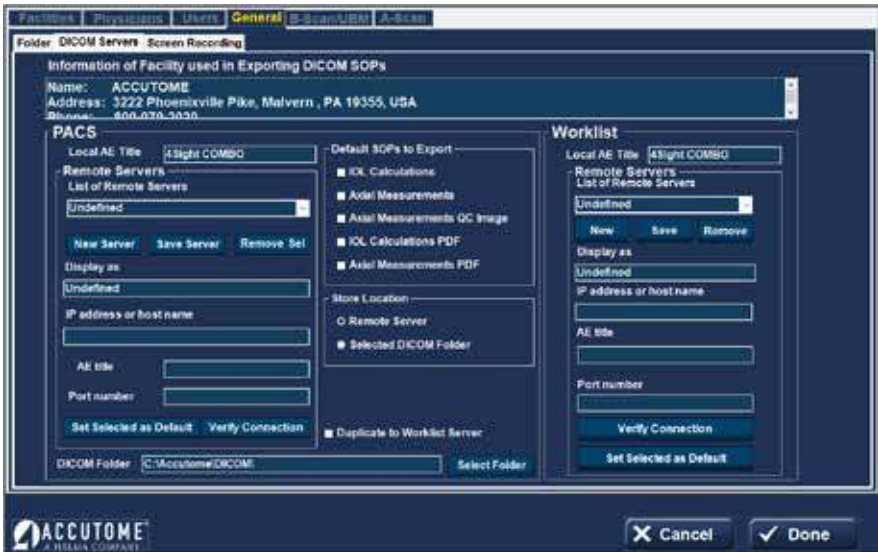 Facilities Physicians Users General B-Scan/UBM A-Scan
Folder DICOM Servers Screen Recording
Information of Facility used in Exporting DICOM SOPs
Name: ACCUTOME
Address: 3222 Phoenixville Pike, Malvern , PA 19355, USA
Phone:
PACS
Local AE Title 4Sight COMBO
Remote Servers
List of Remote Servers
Undefined
New Server Save Server Remove Sel
Display as
Undefined
IP address or host name
AE title
Port number
Set Selected as Default Verify Connection
DICOM Folder C:\Accutome\DICOM\ Select Folder
Default SOPs to Export
IOL Calculations
Axial Measurements
Axial Measurements QC Image
IOL Calculations PDF
Axial Measurements PDF
Store Location
Remote Server
Selected DICOM Folder
Duplicate to Worklist Server
Worklist
Local AE Title 4Sight COMBO
Remote Servers
List of Remote Servers
Undefined
New Save Remove
Display as
Undefined
IP address or host name
AE title
Port number
Verify Connection
Set Selected as Default
ACCUTOME
A HALMA COMPANY
Cancel Done